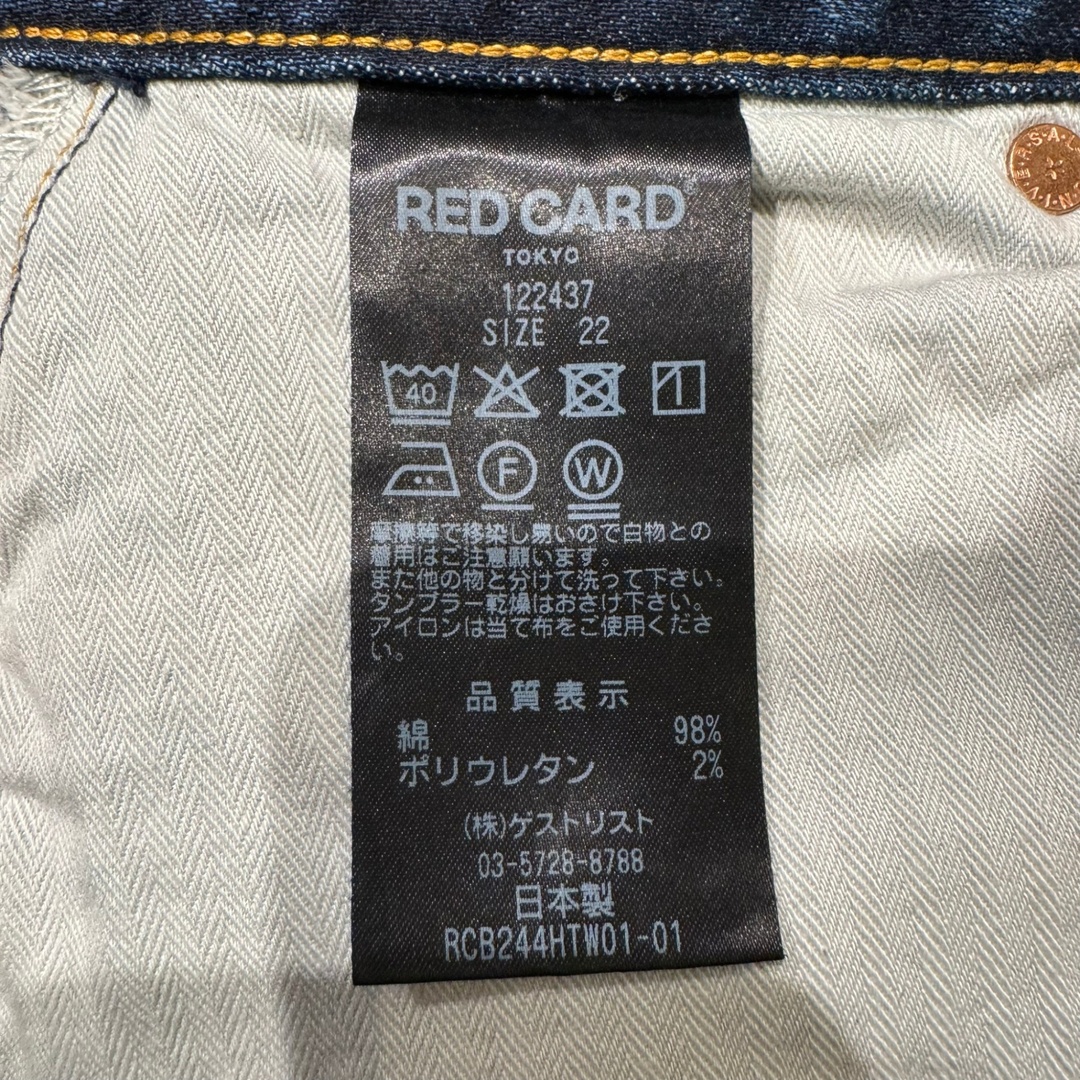 RED CARD®
TOKYO
122437
SIZE 22
40
F
W
摩擦等で移染し易いので白物との
着用はご注意願います。
また他の物と分けて洗って下さい。
タンブラー乾燥はおさけ下さい。
アイロンは当て布をご使用くださ
い。
品質表示
綿 98%
ポリウレタン 2%
(株)ゲストリスト
03-5728-8788
日本製
RCB244HTW01-01